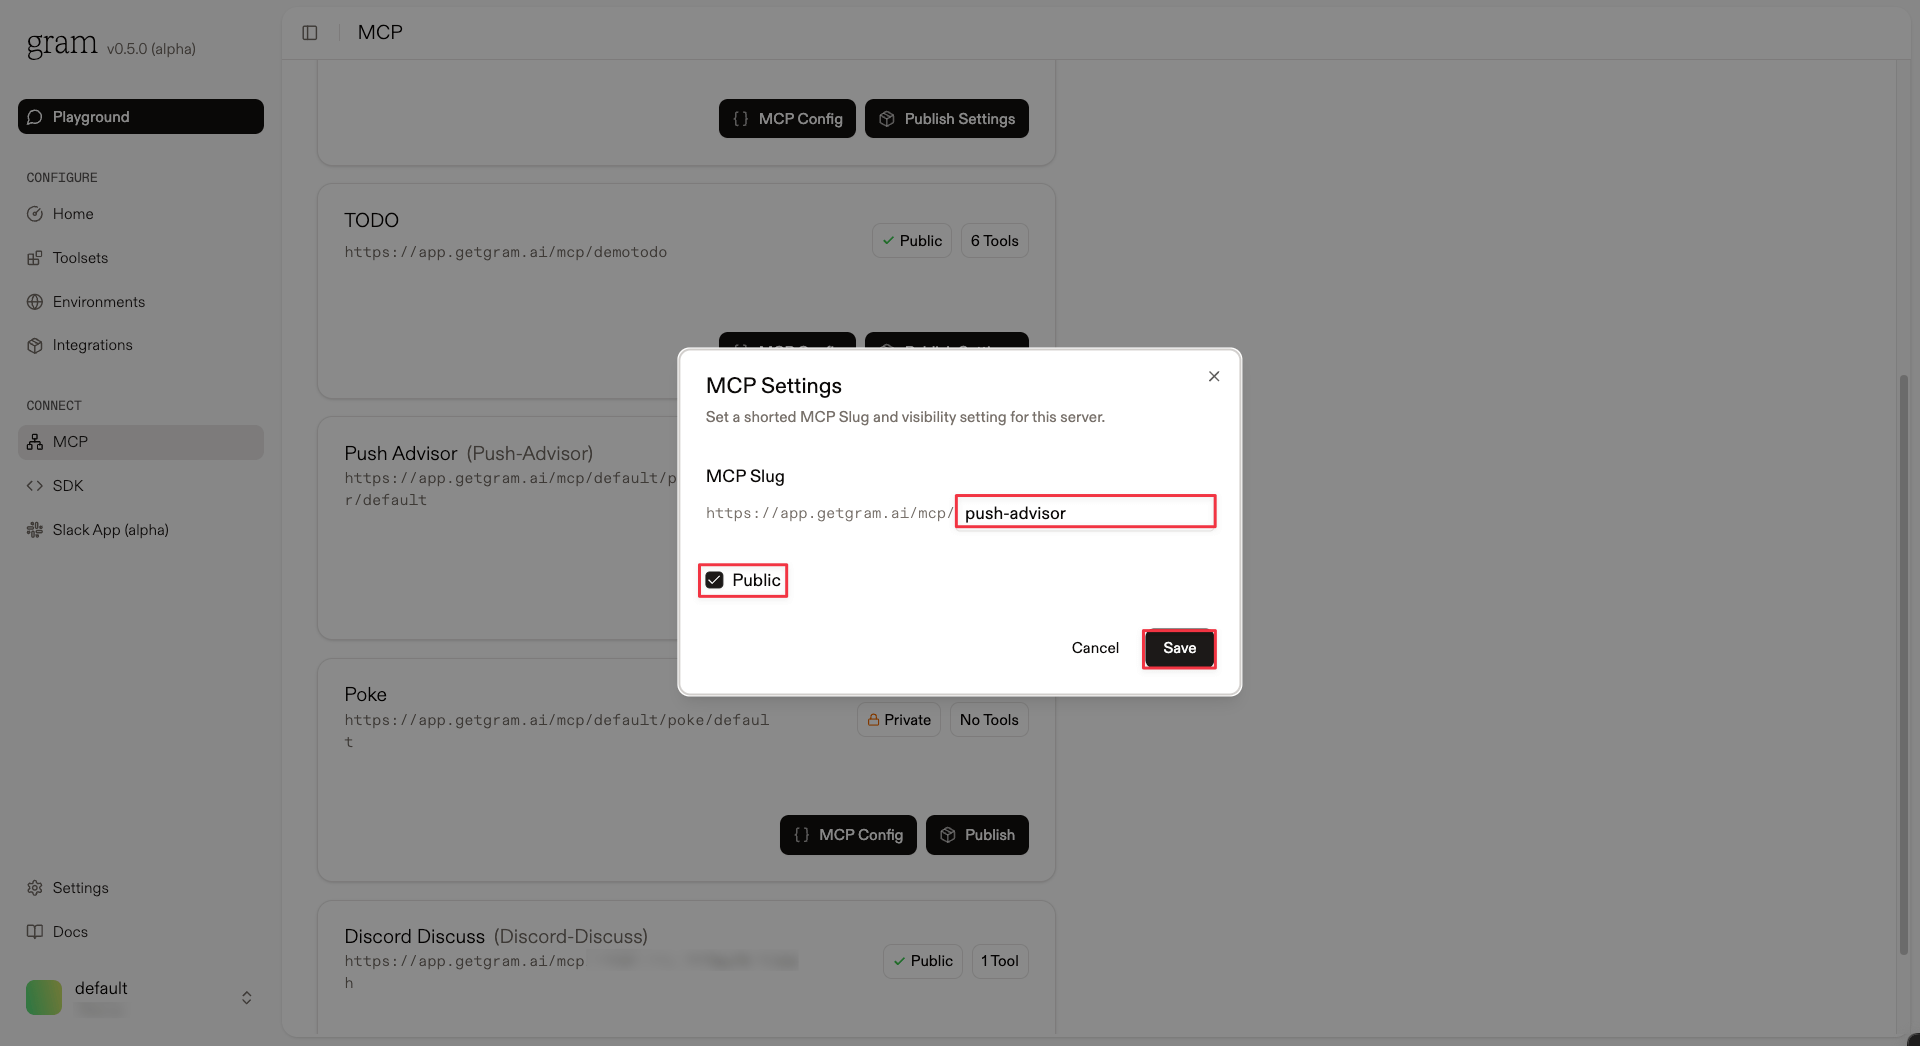 gram v0.5.0 (alpha)
MCP
Playground
MCP Config
Publish Settings
CONFIGURE
Home
Toolsets
Environments
Integrations
TODO
https://app.getgram.ai/mcp/demotodo
Public
6 Tools
CONNECT
MCP
SDK
Slack App (alpha)
Push Advisor (Push-Advisor)
https://app.getgram.ai/mcp/default/p
r/default
MCP Settings
Set a shorted MCP Slug and visibility setting for this server.
MCP Slug
https://app.getgram.ai/mcp/ push-advisor
Public
Cancel
Save
Poke
https://app.getgram.ai/mcp/default/poke/defaul
t
Private
No Tools
MCP Config
Publish
Settings
Docs
Discord Discuss (Discord-Discuss)
https://app.getgram.ai/mcp
h
Public
1 Tool
default